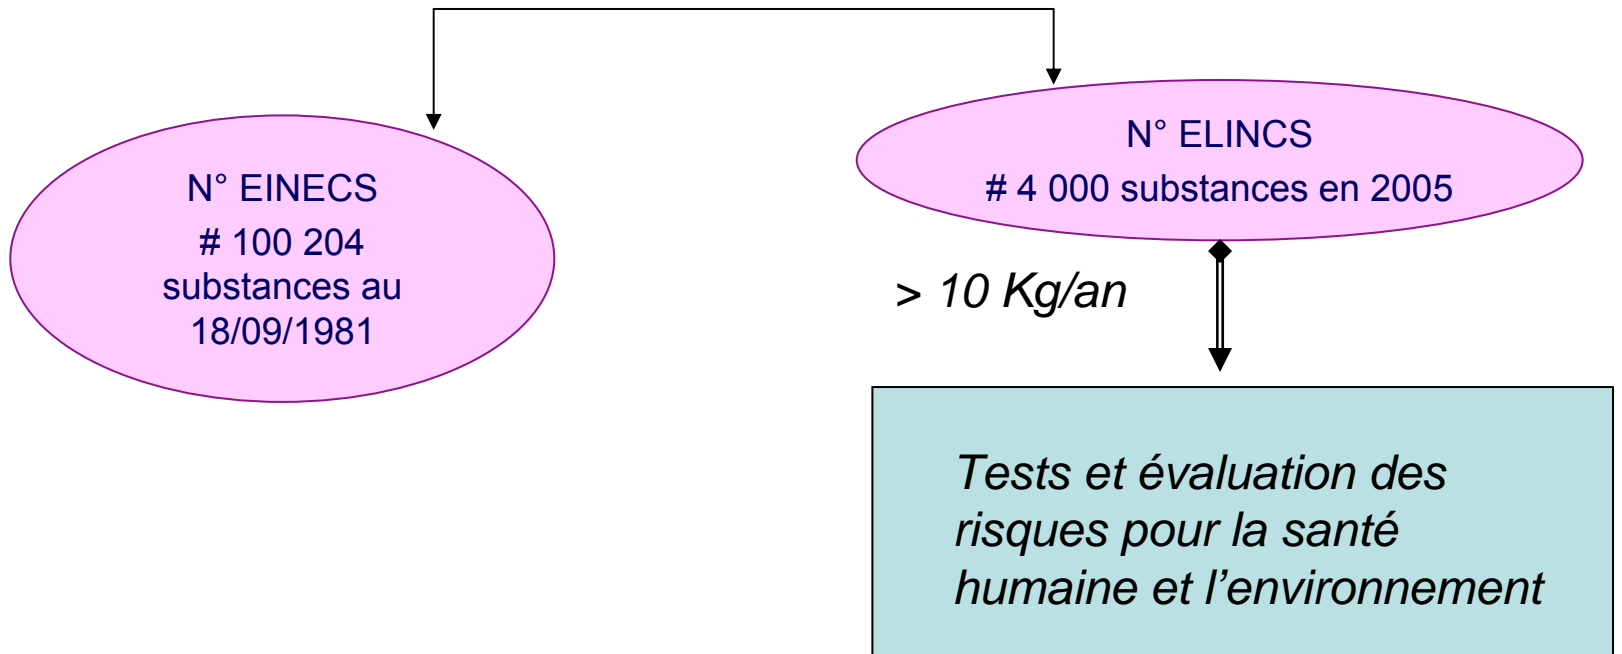 N° EINECS
# 100 204
substances au
18/09/1981
N° ELINCS
# 4 000 substances en 2005
> 10 Kg/an
Tests et évaluation des
risques pour la santé
humaine et l’environnement